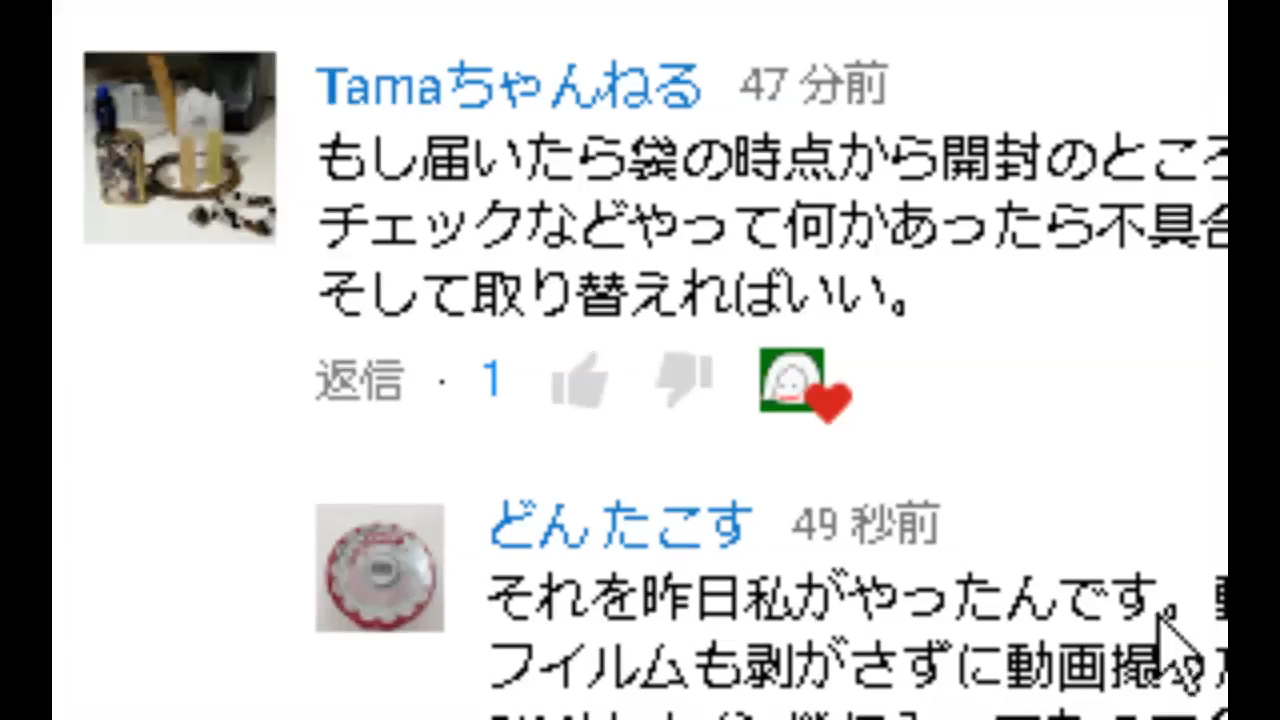 Tamaちゃんねる 47 分前
もし届いたら袋の時点から開封のところ
チェックなどやって何かあったら不具合
そして取り替えればいい。
返信 · 1
どんたこす 49 秒前
それを昨日私がやったんです。
フイルムも剥がさずに動画撮